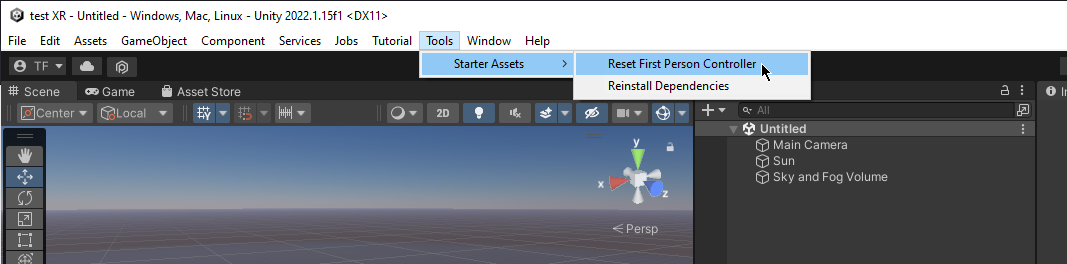 test XR - Untitled - Windows, Mac, Linux - Unity 2022.1.15f1 <DX11>
File Edit Assets GameObject Component Services Jobs Tutorial Tools Window Help
TF
Starter Assets
Reset First Person Controller
Reinstall Dependencies
Scene Game Asset Store
Center Local 2D All
Untitled
Main Camera
Sun
Sky and Fog Volume
y
x
z
Persp